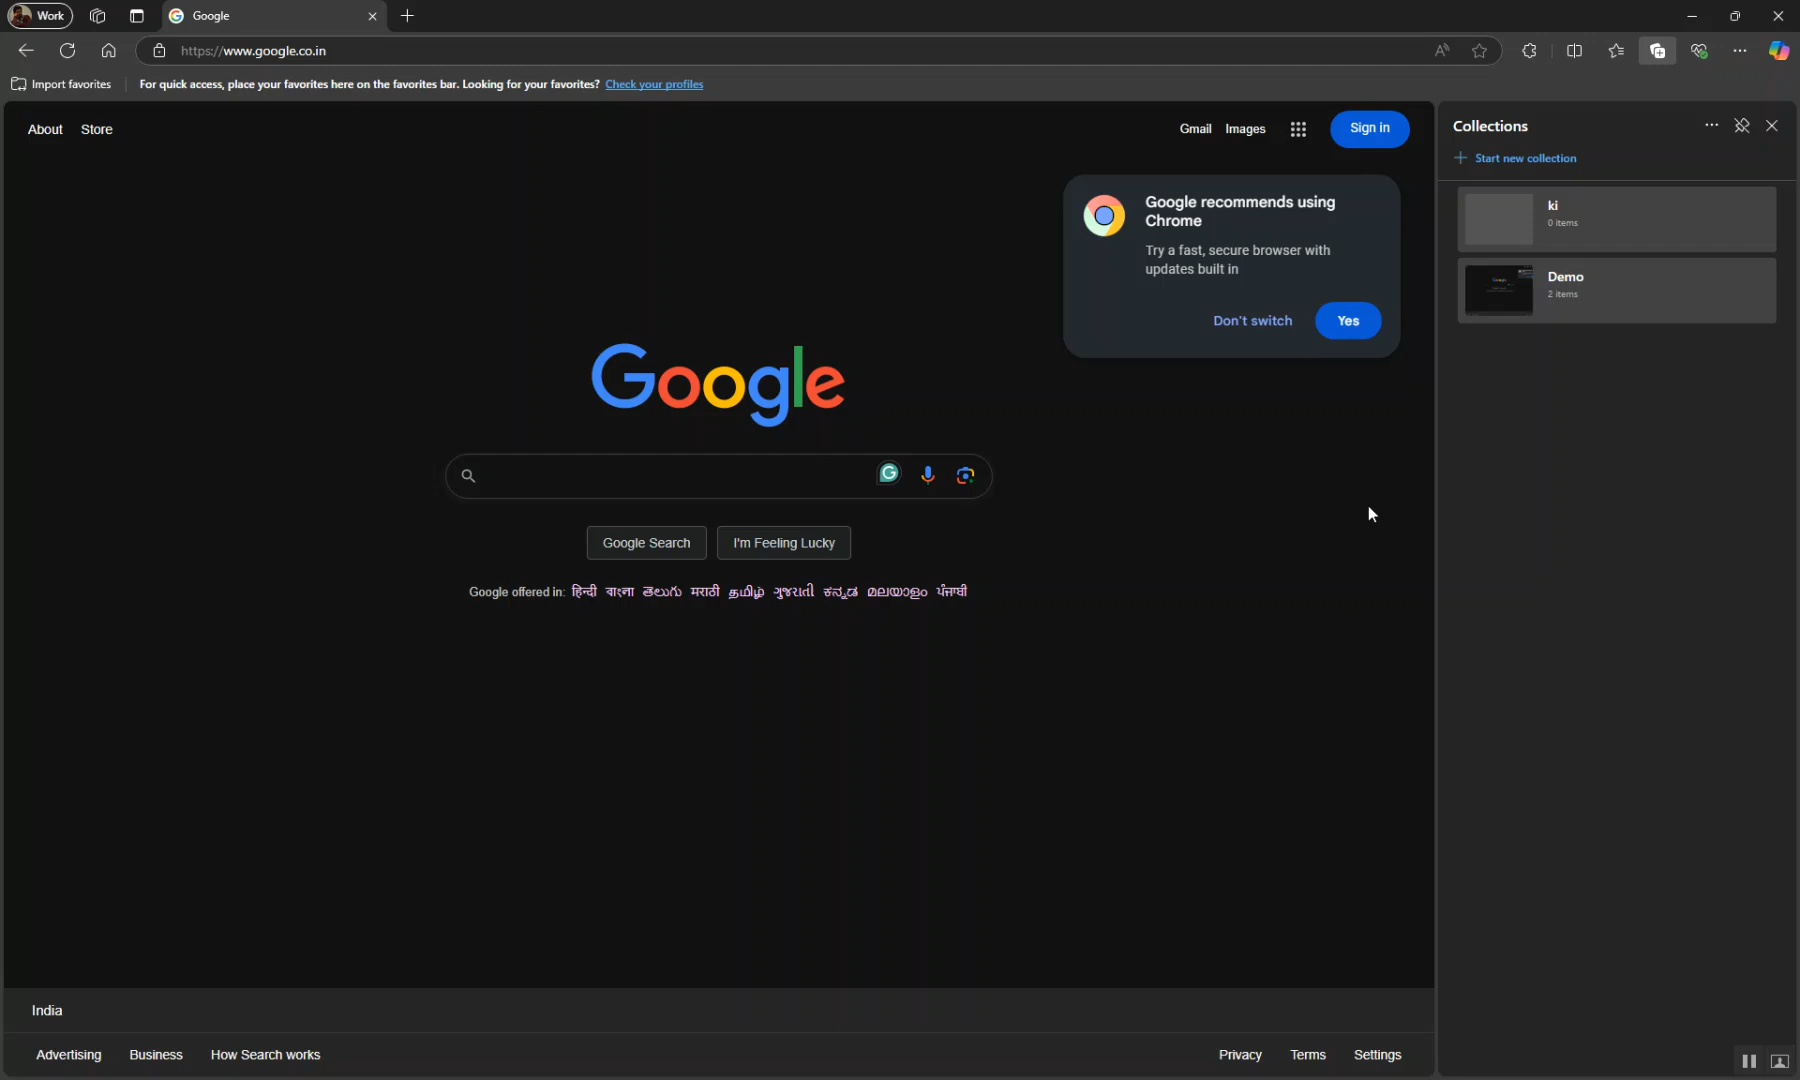 Work
Google
https://www.google.co.in
Import favorites
For quick access, place your favorites here on the favorites bar. Looking for your favorites? Check your profiles
About Store
Gmail Images Sign in
Google recommends using
Chrome
Try a fast, secure browser with
updates built in
Don't switch Yes
Google
Google Search I'm Feeling Lucky
Google offered in: हिन्दी বাংলা తెలుగు मराठी தமிழ் ગુજરાતી ಕನ್ನಡ മലയാളം ਪੰਜਾਬੀ
India
Advertising Business How Search works
Privacy Terms Settings
Collections
Start new collection
ki
0 items
Demo
2 items